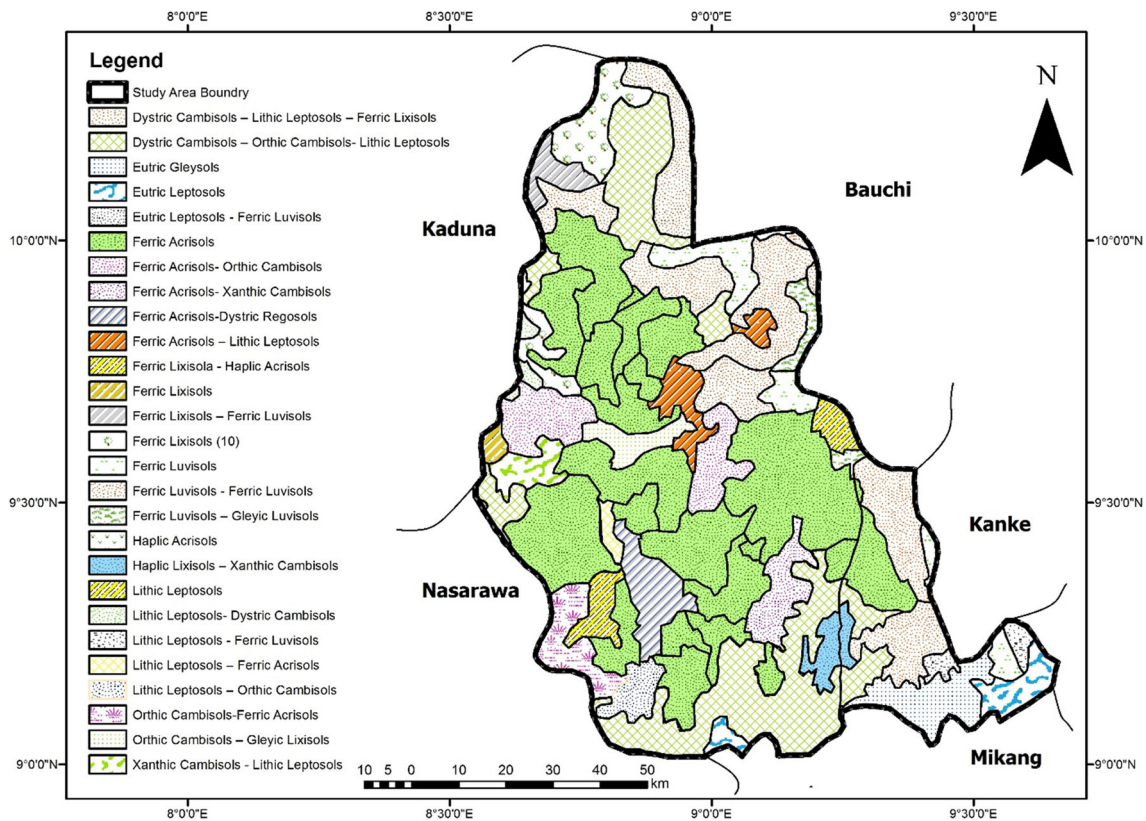 8°0'0"E 8°30'0"E 9°0'0"E 9°30'0"E
Legend
Study Area Boundry
Dystric Cambisols – Lithic Leptosols – Ferric Lixisols
Dystric Cambisols – Orthic Cambisols- Lithic Leptosols
Eutric Gleysols
Eutric Leptosols
Eutric Leptosols - Ferric Luvisols
Ferric Acrisols
Ferric Acrisols- Orthic Cambisols
Ferric Acrisols- Xanthic Cambisols
Ferric Acrisols-Dystric Regosols
Ferric Acrisols – Lithic Leptosols
Ferric Lixisola - Haplic Acrisols
Ferric Lixisols
Ferric Lixisols – Ferric Luvisols
Ferric Lixisols (10)
Ferric Luvisols
Ferric Luvisols - Ferric Luvisols
Ferric Luvisols – Gleyic Luvisols
Haplic Acrisols
Haplic Lixisols – Xanthic Cambisols
Lithic Leptosols
Lithic Leptosols- Dystric Cambisols
Lithic Leptosols - Ferric Luvisols
Lithic Leptosols – Ferric Acrisols
Lithic Leptosols – Orthic Cambisols
Orthic Cambisols-Ferric Acrisols
Orthic Cambisols – Gleyic Lixisols
Xanthic Cambisols - Lithic Leptosols
N
Bauchi
Kaduna
10°0'0"N 10°0'0"N
9°30'0"N 9°30'0"N
Kanke
Nasarawa
Mikang
9°0'0"N 9°0'0"N
10 5 0 10 20 30 40 50
km
8°0'0"E 8°30'0"E 9°0'0"E 9°30'0"E